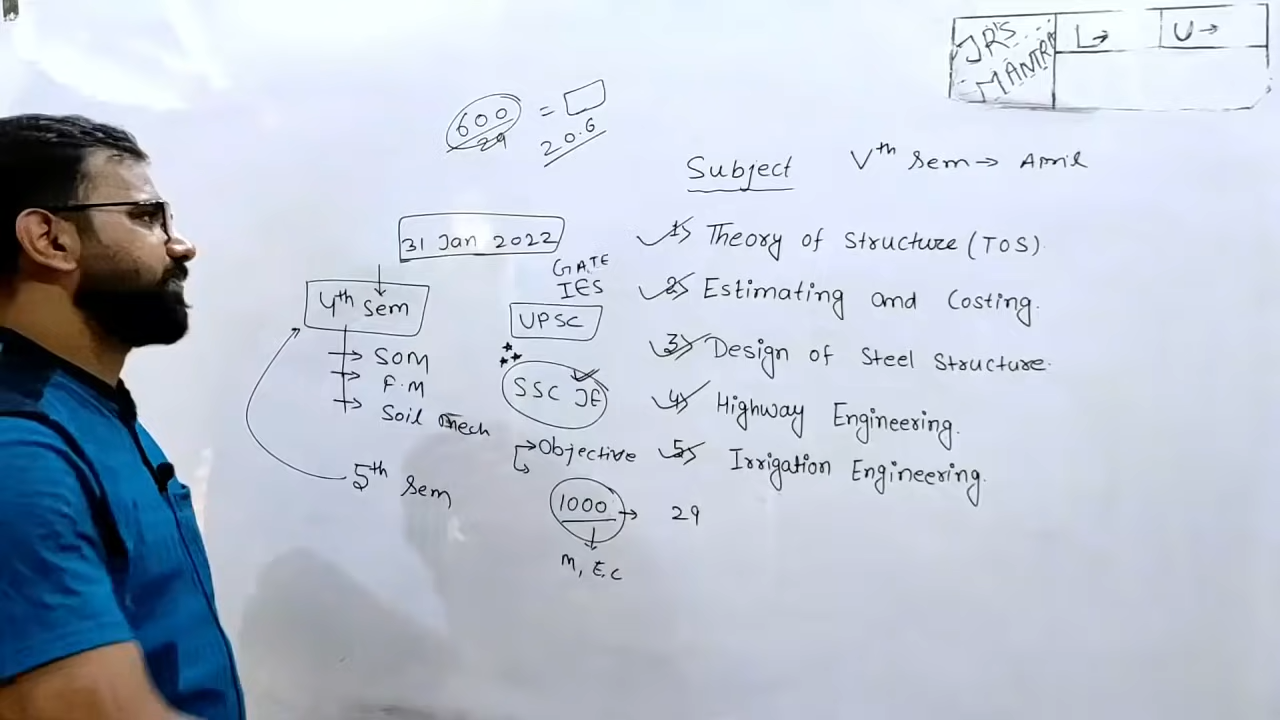 JR'S MANTRA
L→
U→
600 / 29 = 
20.6
Subject
Vth Sem → April
31 Jan 2022
4th Sem
SOM
F.M
Soil Mech
5th Sem
GATE
IES
UPSC
SSC JE
→Objective
1000 → 29
M, E, C
1) Theory of Structure (TOS)
2) Estimating and Costing.
3) Design of Steel Structure.
4) Highway Engineering.
5) Irrigation Engineering.